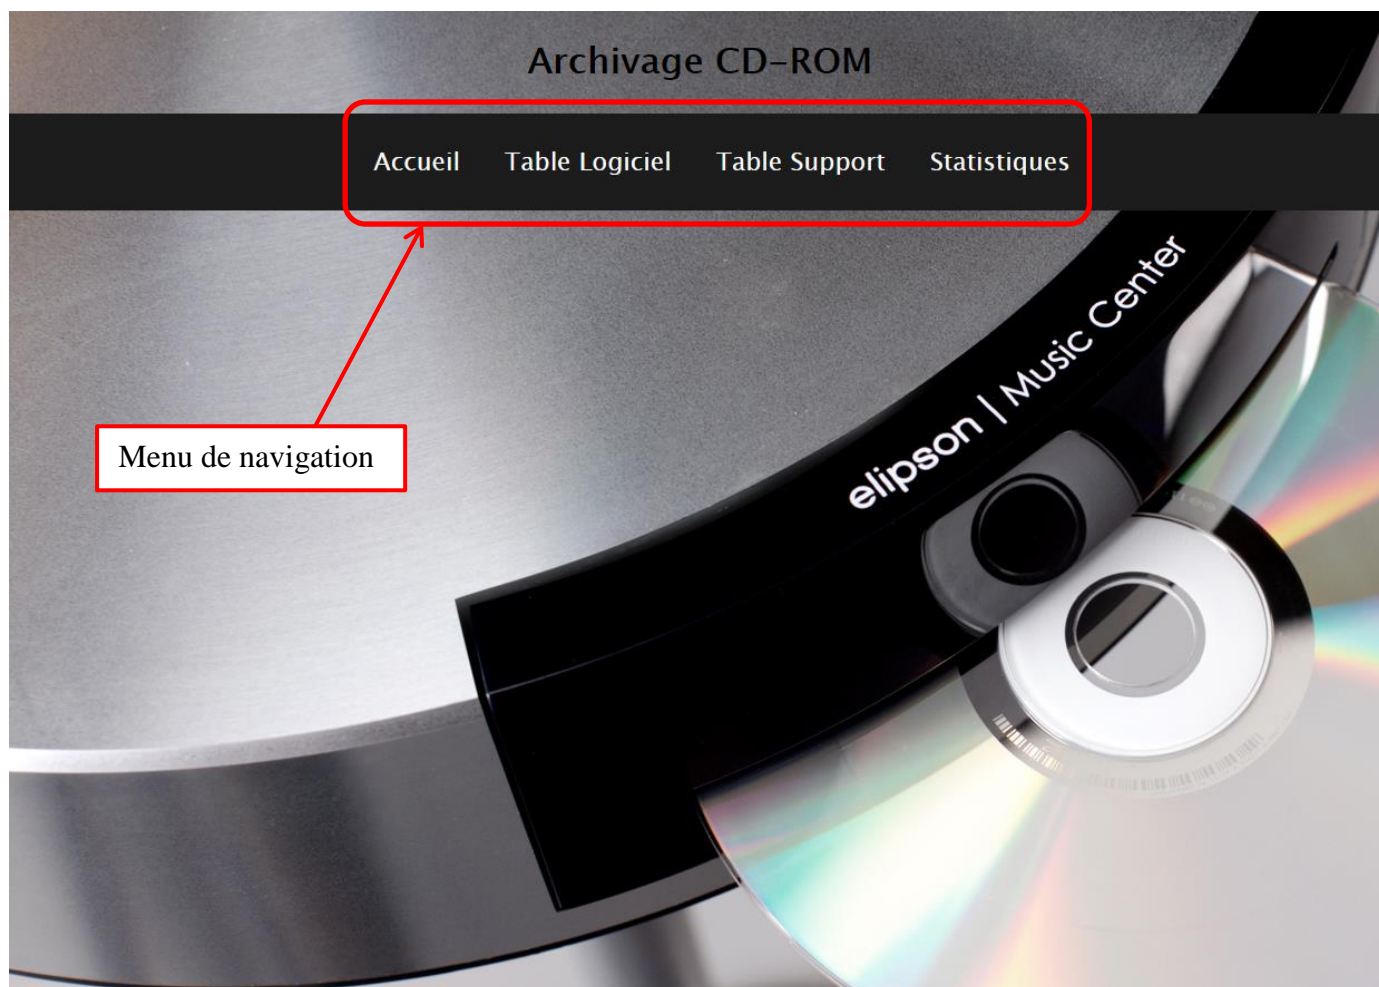 Archivage CD-ROM
Accueil Table Logiciel Table Support Statistiques
elipson | Music Center
Menu de navigation